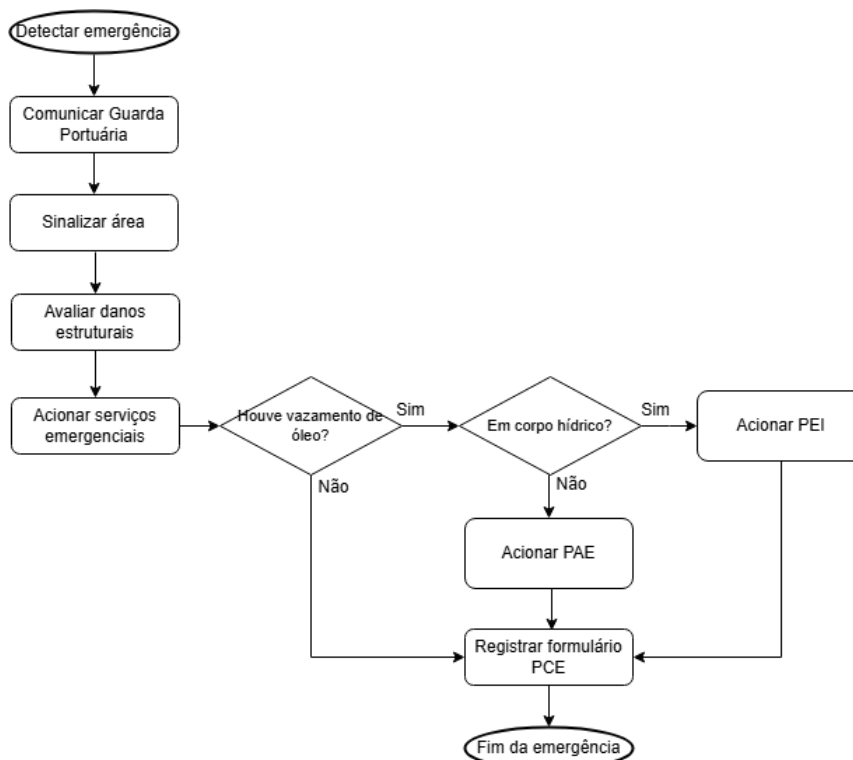 Detectar emergência
Comunicar Guarda
Portuária
Sinalizar área
Avaliar danos
estruturais
Acionar serviços
emergenciais
Houve vazamento de
óleo?
Sim
Não
Em corpo hídrico?
Sim
Não
Acionar PEI
Acionar PAE
Registrar formulário
PCE
Fim da emergência